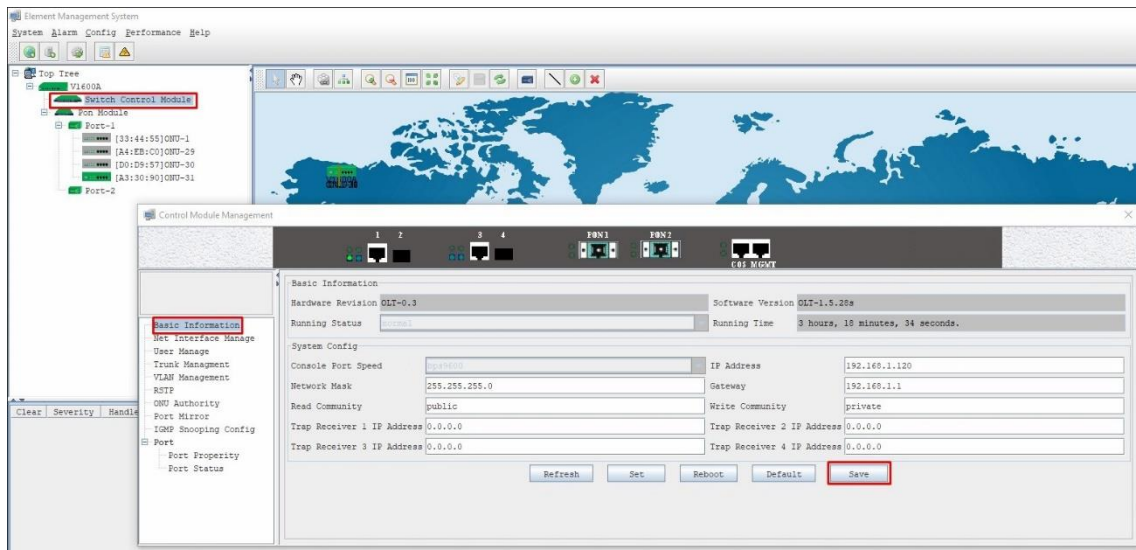 Element Management System
System Alarm Config Performance Help
Top Tree
V1600A
Switch Control Module
Pon Module
Port-1
[33:44:55]ONU-1
[A4:EB:C0]ONU-29
[D0:D9:57]ONU-30
[A3:30:90]ONU-31
Port-2
Control Module Management
1 2 3 4 PON1 PON2
COS MGMT
Basic Information
Net Interface Manage
User Manage
Trunk Managment
VLAN Management
RSTP
ONU Authority
Port Mirror
IGMP Snooping Config
Port
Port Properity
Port Status
Basic Information
Hardware Revision OLT-0.3 Software Version OLT-1.5.28s
Running Status normal Running Time 3 hours, 18 minutes, 34 seconds.
System Config
Console Port Speed bps9600 IP Address 192.168.1.120
Network Mask 255.255.255.0 Gateway 192.168.1.1
Read Community public Write Community private
Trap Receiver 1 IP Address 0.0.0.0 Trap Receiver 2 IP Address 0.0.0.0
Trap Receiver 3 IP Address 0.0.0.0 Trap Receiver 4 IP Address 0.0.0.0
Refresh Set Reboot Default Save
Clear Severity Handle